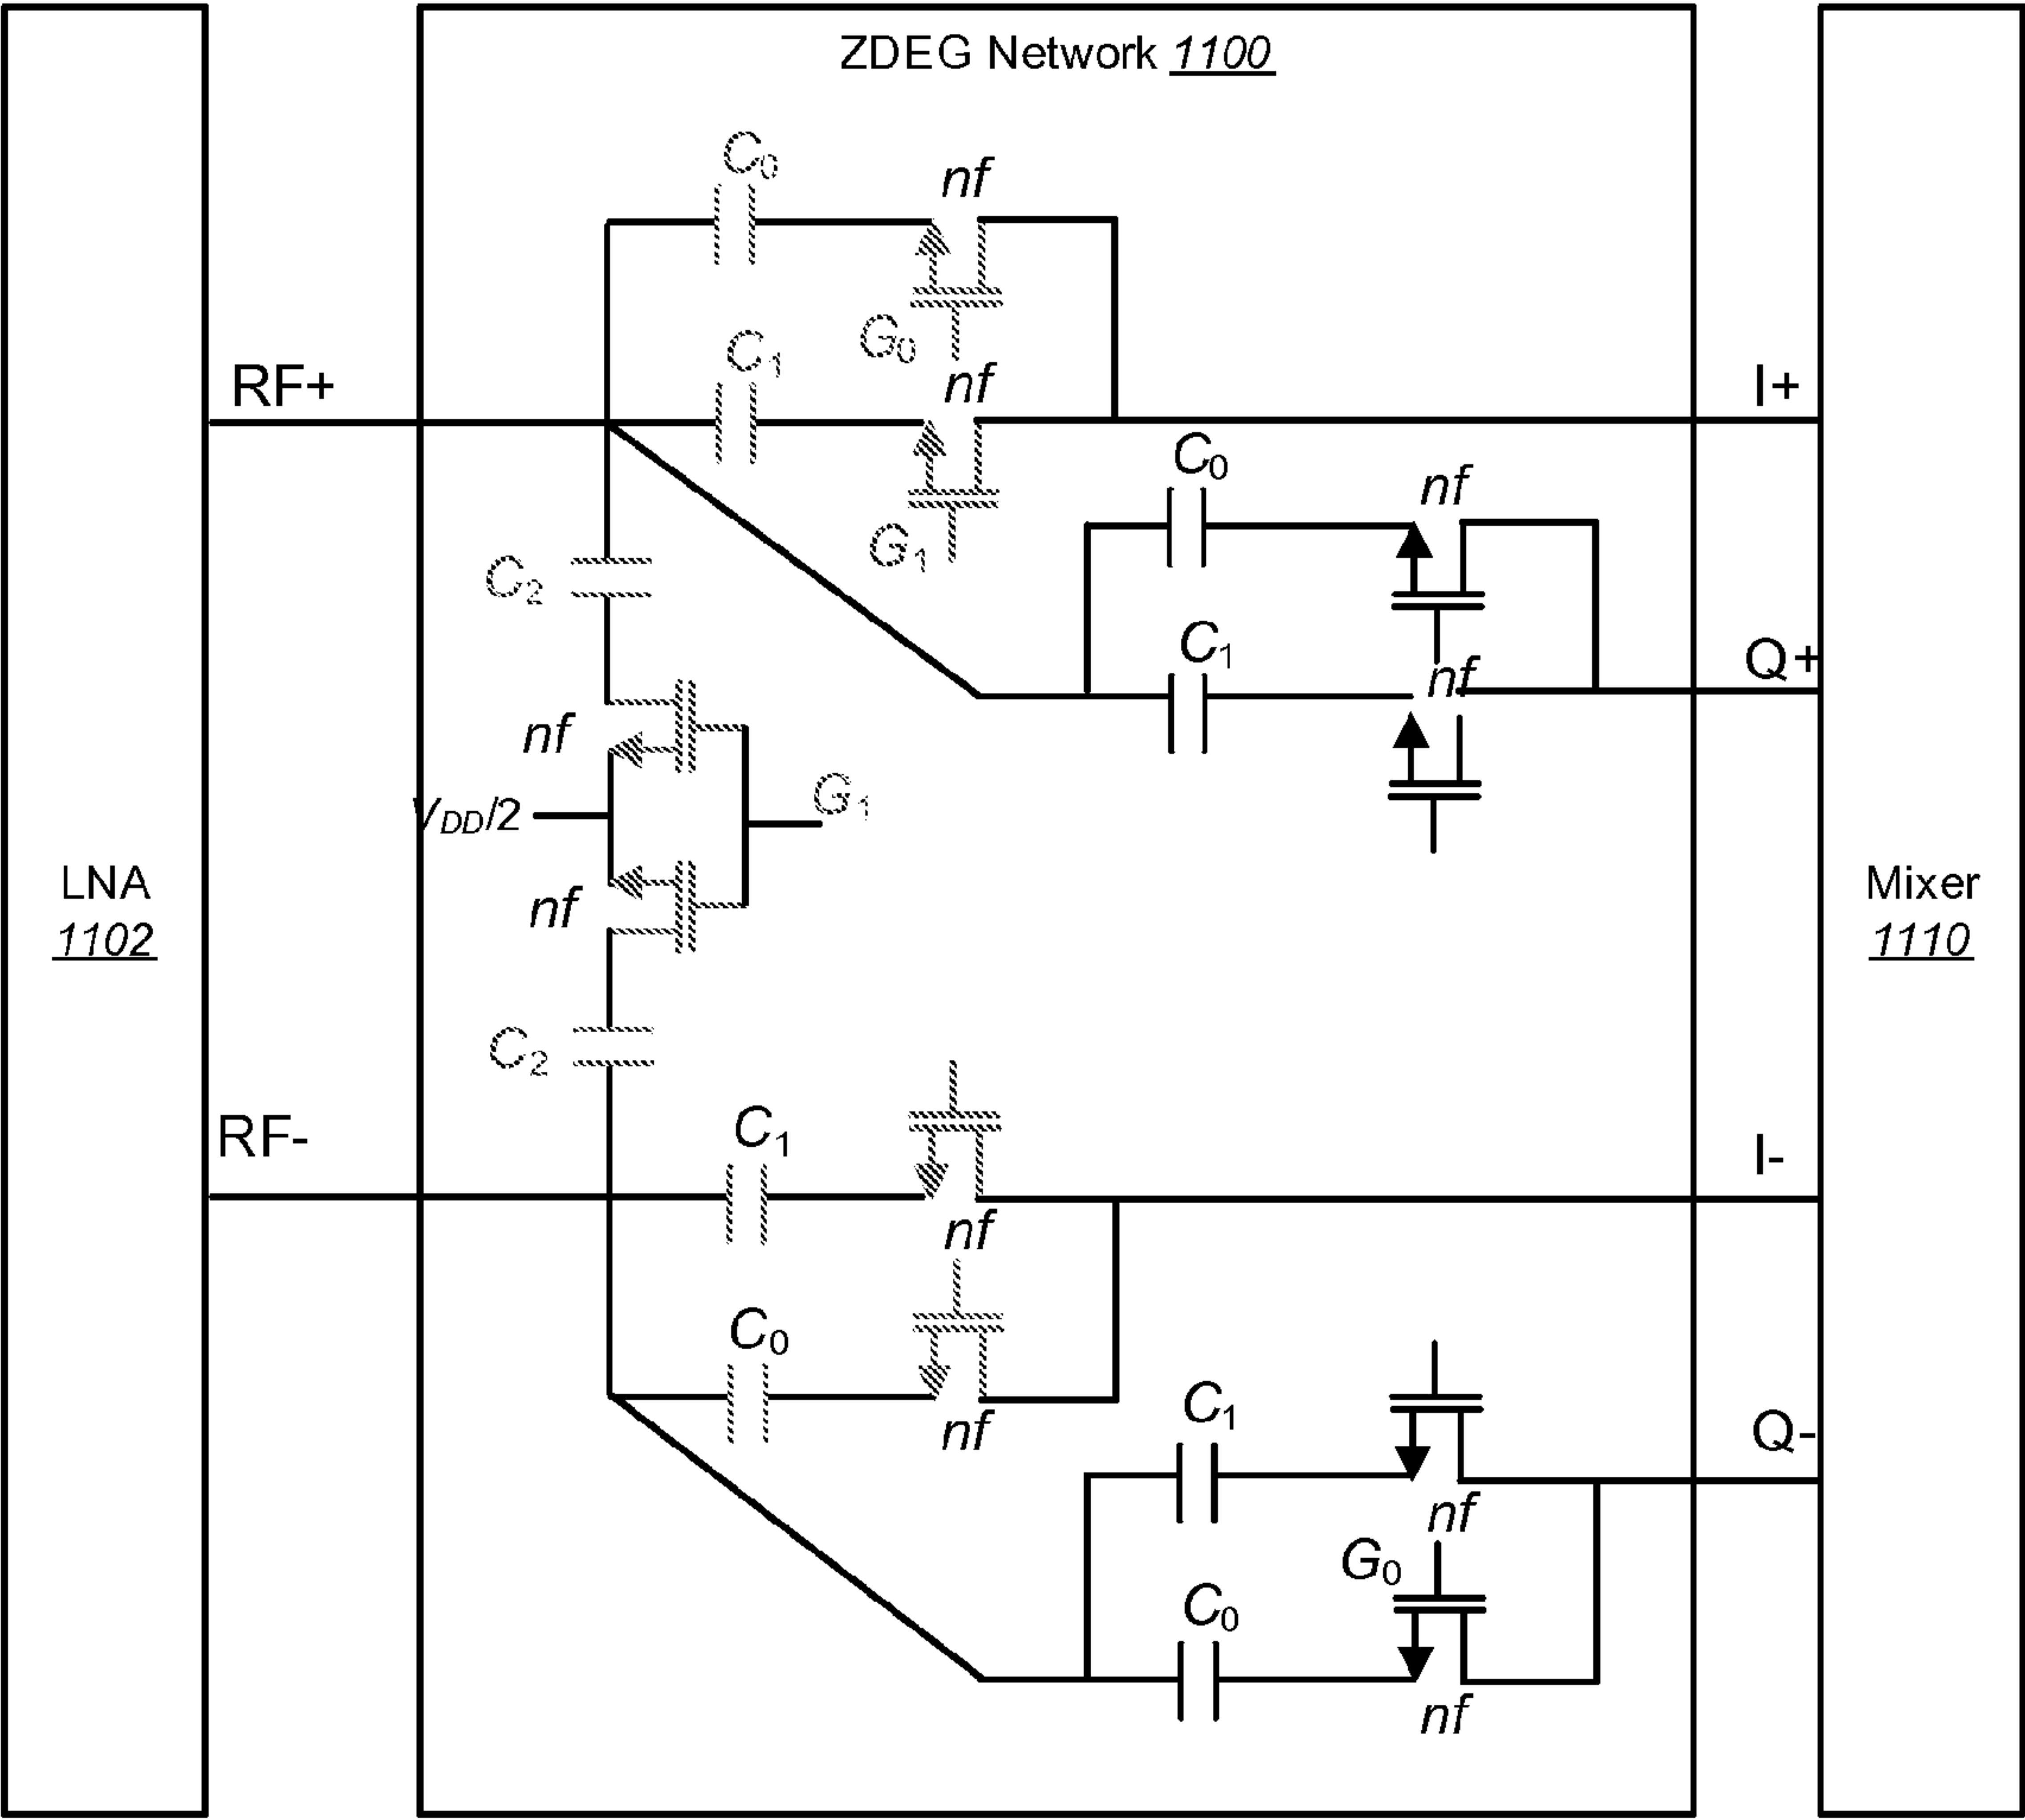 ZDEG Network 1100
C0
nf
G0
C1
nf
RF+
I+
C0
nf
G1
C2
C1
Q+
nf
nf
VDD/2
G1
LNA
1102
nf
Mixer
1110
C2
RF-
C1
I-
nf
C0
C1
nf
Q-
nf
G0
C0
nf